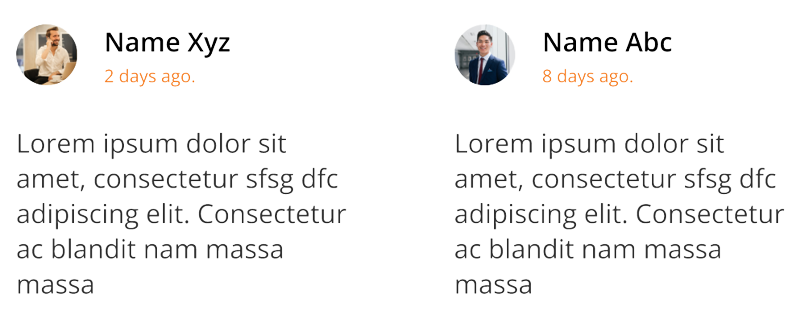 Name Xyz
2 days ago.
Lorem ipsum dolor sit
amet, consectetur sfsg dfc
adipiscing elit. Consectetur
ac blandit nam massa
massa
Name Abc
8 days ago.
Lorem ipsum dolor sit
amet, consectetur sfsg dfc
adipiscing elit. Consectetur
ac blandit nam massa
massa